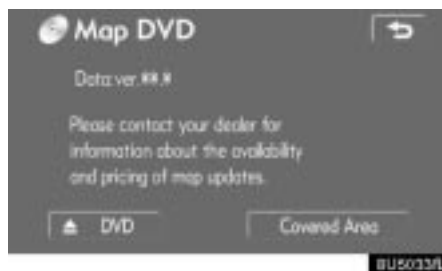 Map DVD
Data ver. **.*
Please contact your dealer for
information about the availability
and pricing of map updates.
DVD
Covered Area